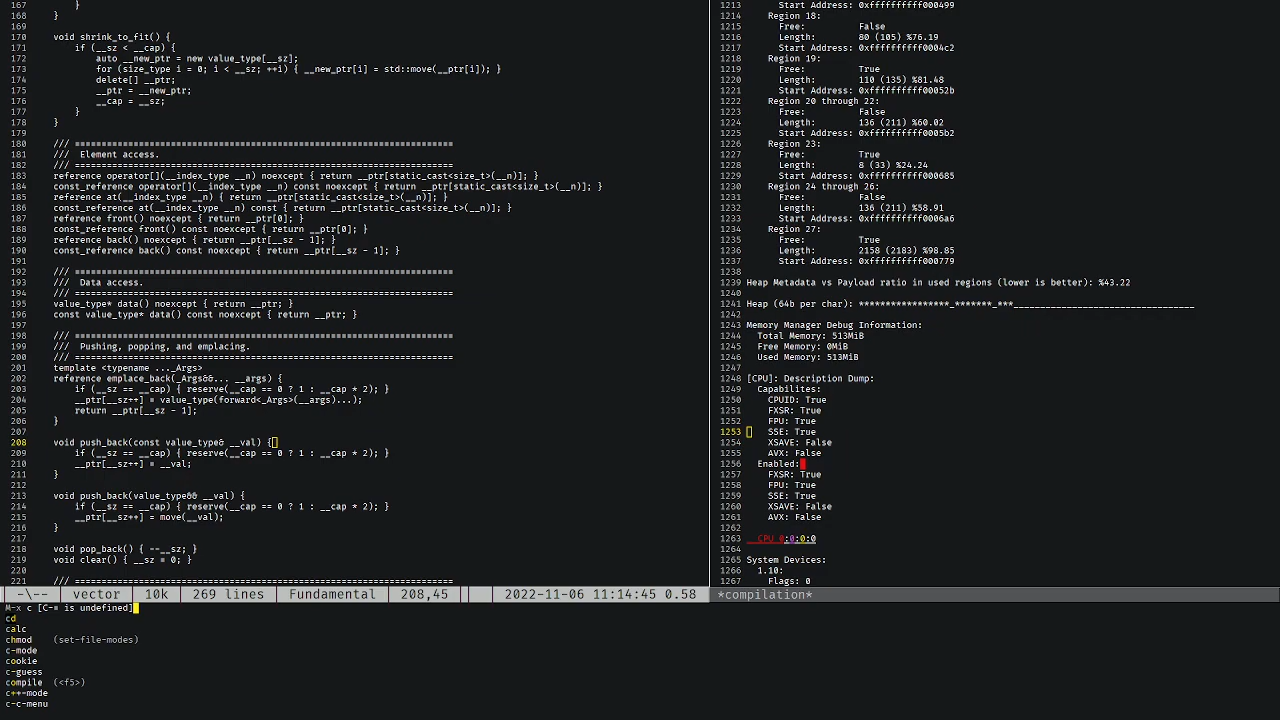 167         }
168     }
169
170     void shrink_to_fit() {
171         if (__sz < __cap) {
172             auto __new_ptr = new value_type[__sz];
173             for (size_type i = 0; i < __sz; ++i) { __new_ptr[i] = std::move(__ptr[i]); }
174             delete[] __ptr;
175             __ptr = __new_ptr;
176             __cap = __sz;
177         }
178     }
179
180     /// ======================================================================
181     ///  Element access.
182     /// ======================================================================
183     reference operator[](__index_type __n) noexcept { return __ptr[static_cast<size_t>(__n)]; }
184     const_reference operator[](__index_type __n) const noexcept { return __ptr[static_cast<size_t>(__n)]; }
185     reference at(__index_type __n) { return __ptr[static_cast<size_t>(__n)]; }
186     const_reference at(__index_type __n) const { return __ptr[static_cast<size_t>(__n)]; }
187     reference front() noexcept { return __ptr[0]; }
188     const_reference front() const noexcept { return __ptr[0]; }
189     reference back() noexcept { return __ptr[__sz - 1]; }
190     const_reference back() const noexcept { return __ptr[__sz - 1]; }
191
192     /// ======================================================================
193     ///  Data access.
194     /// ======================================================================
195     value_type* data() noexcept { return __ptr; }
196     const value_type* data() const noexcept { return __ptr; }
197
198     /// ======================================================================
199     ///  Pushing, popping, and emplacing.
200     /// ======================================================================
201     template <typename ..._Args>
202     reference emplace_back(_Args&&... __args) {
203         if (__sz == __cap) { reserve(__cap == 0 ? 1 : __cap * 2); }
204         __ptr[__sz++] = value_type(forward<_Args>(__args)...);
205         return __ptr[__sz - 1];
206     }
207
208     void push_back(const value_type& __val) {
209         if (__sz == __cap) { reserve(__cap == 0 ? 1 : __cap * 2); }
210         __ptr[__sz++] = __val;
211     }
212
213     void push_back(value_type&& __val) {
214         if (__sz == __cap) { reserve(__cap == 0 ? 1 : __cap * 2); }
215         __ptr[__sz++] = move(__val);
216     }
217
218     void pop_back() { --__sz; }
219     void clear() { __sz = 0; }
220
221     /// ======================================================================
-\--  vector  10k  269 lines  Fundamental  208,45  2022-11-06 11:14:45 0.58
1213       Start Address: 0xffffffffff000499
1214     Region 18:
1215       Free:          False
1216       Length:        80 (105) %76.19
1217       Start Address: 0xffffffffff0004c2
1218     Region 19:
1219       Free:          True
1220       Length:        110 (135) %81.48
1221       Start Address: 0xffffffffff00052b
1222     Region 20 through 22:
1223       Free:          False
1224       Length:        136 (211) %60.02
1225       Start Address: 0xffffffffff0005b2
1226     Region 23:
1227       Free:          True
1228       Length:        8 (33) %24.24
1229       Start Address: 0xffffffffff000685
1230     Region 24 through 26:
1231       Free:          False
1232       Length:        136 (211) %58.91
1233       Start Address: 0xffffffffff0006a6
1234     Region 27:
1235       Free:          True
1236       Length:        2158 (2183) %98.85
1237       Start Address: 0xffffffffff000779
1238
1239 Heap Metadata vs Payload ratio in used regions (lower is better): %43.22
1240
1241 Heap (64b per char): *****************_*******_***__________________________________
1242
1243 Memory Manager Debug Information:
1244   Total Memory: 513MiB
1245   Free Memory: 0MiB
1246   Used Memory: 513MiB
1247
1248 [CPU]: Description Dump:
1249   Capabilites:
1250     CPUID: True
1251     FXSR: True
1252     FPU: True
1253     SSE: True
1254     XSAVE: False
1255     AVX: False
1256   Enabled:
1257     FXSR: True
1258     FPU: True
1259     SSE: True
1260     XSAVE: False
1261     AVX: False
1262
1263   CPU 0:0:0:0
1264
1265 System Devices:
1266   1.10:
1267     Flags: 0
*compilation*
M-x c [C-= is undefined]
cd
calc
chmod    (set-file-modes)
c-mode
cookie
c-guess
compile  (<f5>)
c++-mode
c-c-menu